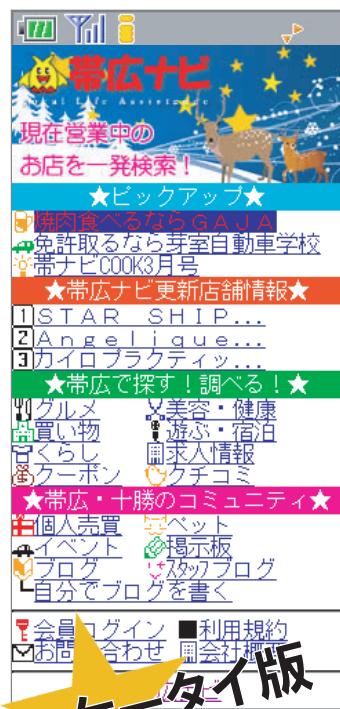 帯広ナビ
Local Life Assistance
現在営業中の
お店を一発検索！
★ピックアップ★
焼肉食べるならＧＡＪＡ
免許取るなら芽室自動車学校
帯ナビCOOK3月号
★帯広ナビ更新店舗情報★
1 ＳＴＡＲ　ＳＨＩＰ...
2 Ａｎｇｅｌｉｑｕｅ...
3 カイロプラクティッ...
★帯広で探す！調べる！★
グルメ 美容・健康
買い物 遊ぶ・宿泊
くらし 求人情報
クーポン クチコミ
★帯広・十勝のコミュニティ★
個人売買 ペット
イベント 掲示板
ブログ ｽﾀｯﾌブログ
自分でブログを書く
会員ログイン ■利用規約
お問合わせ 会社概
ケータイ版